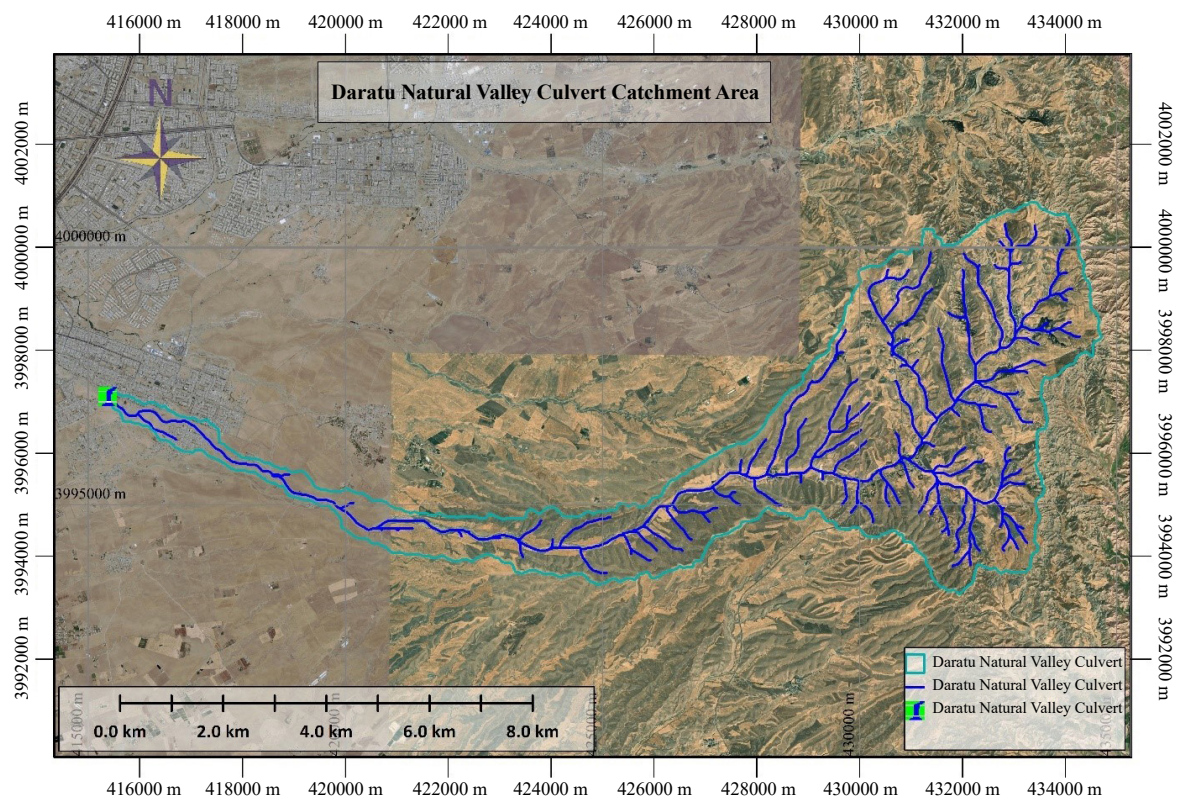 416000 m 418000 m 420000 m 422000 m 424000 m 426000 m 428000 m 430000 m 432000 m 434000 m
Daratu Natural Valley Culvert Catchment Area
N
4002000 m
4000000 m
3998000 m
3996000 m
3994000 m
3992000 m
4002000 m
4000000 m
3998000 m
3996000 m
3994000 m
3992000 m
4000000 m
3995000 m
Daratu Natural Valley Culvert
Daratu Natural Valley Culvert
Daratu Natural Valley Culvert
415000 m
425000 m
430000 m
0.0 km 2.0 km 4.0 km 6.0 km 8.0 km
416000 m 418000 m 420000 m 422000 m 424000 m 426000 m 428000 m 430000 m 432000 m 434000 m